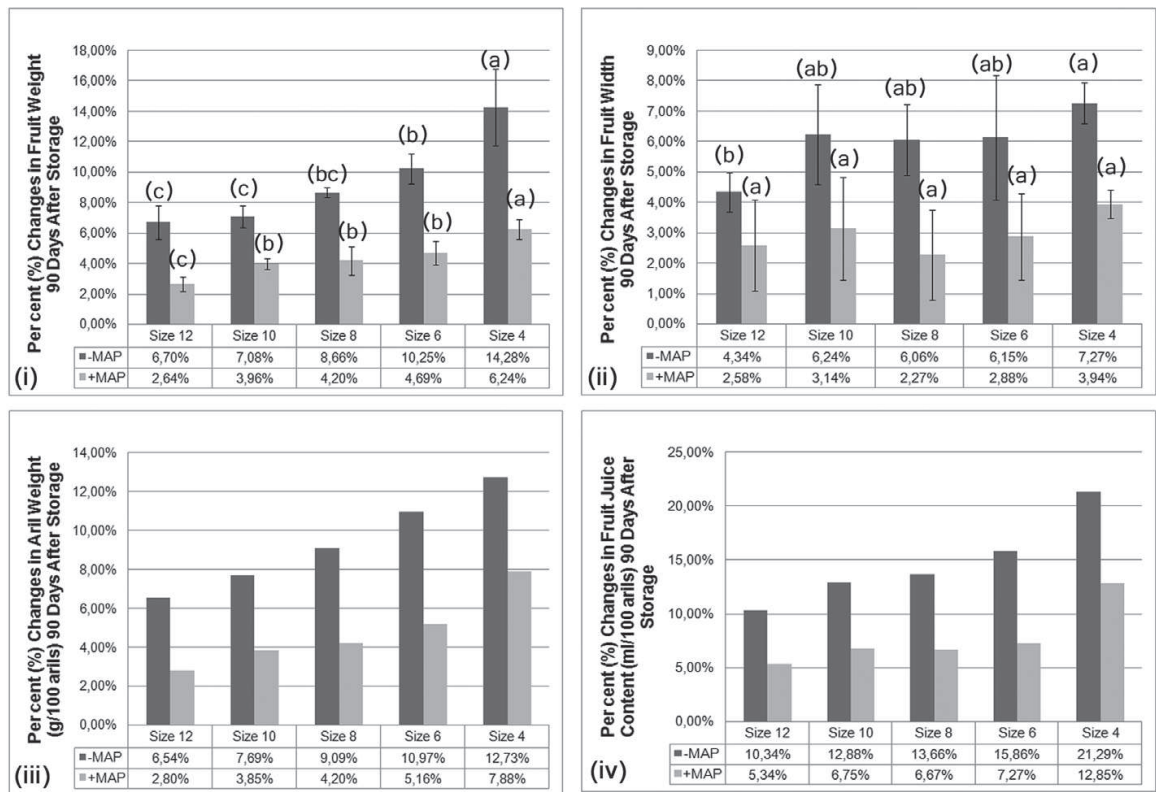 Per cent (%) Changes in Fruit Weight
90 Days After Storage
18,00%
16,00%
14,00%
12,00%
10,00%
8,00%
6,00%
4,00%
2,00%
0,00%
(c)
(c)
(c)
(b)
(bc)
(b)
(b)
(b)
(a)
(a)
Size 12 Size 10 Size 8 Size 6 Size 4
-MAP 6,70% 7,08% 8,66% 10,25% 14,28%
+MAP 2,64% 3,96% 4,20% 4,69% 6,24%
(i)
Per cent (%) Changes in Fruit Width
90 Days After Storage
9,00%
8,00%
7,00%
6,00%
5,00%
4,00%
3,00%
2,00%
1,00%
0,00%
(b)
(a)
(ab)
(a)
(ab)
(a)
(ab)
(a)
(a)
(a)
Size 12 Size 10 Size 8 Size 6 Size 4
-MAP 4,34% 6,24% 6,06% 6,15% 7,27%
+MAP 2,58% 3,14% 2,27% 2,88% 3,94%
(ii)
Per cent (%) Changes in Aril Weight
(g/100 arils) 90 Days After Storage
14,00%
12,00%
10,00%
8,00%
6,00%
4,00%
2,00%
0,00%
Size 12 Size 10 Size 8 Size 6 Size 4
-MAP 6,54% 7,69% 9,09% 10,97% 12,73%
+MAP 2,80% 3,85% 4,20% 5,16% 7,88%
(iii)
Per cent (%) Changes in Fruit Juice
Content (ml/100 arils) 90 Days After
Storage
25,00%
20,00%
15,00%
10,00%
5,00%
0,00%
Size 12 Size 10 Size 8 Size 6 Size 4
-MAP 10,34% 12,88% 13,66% 15,86% 21,29%
+MAP 5,34% 6,75% 6,67% 7,27% 12,85%
(iv)